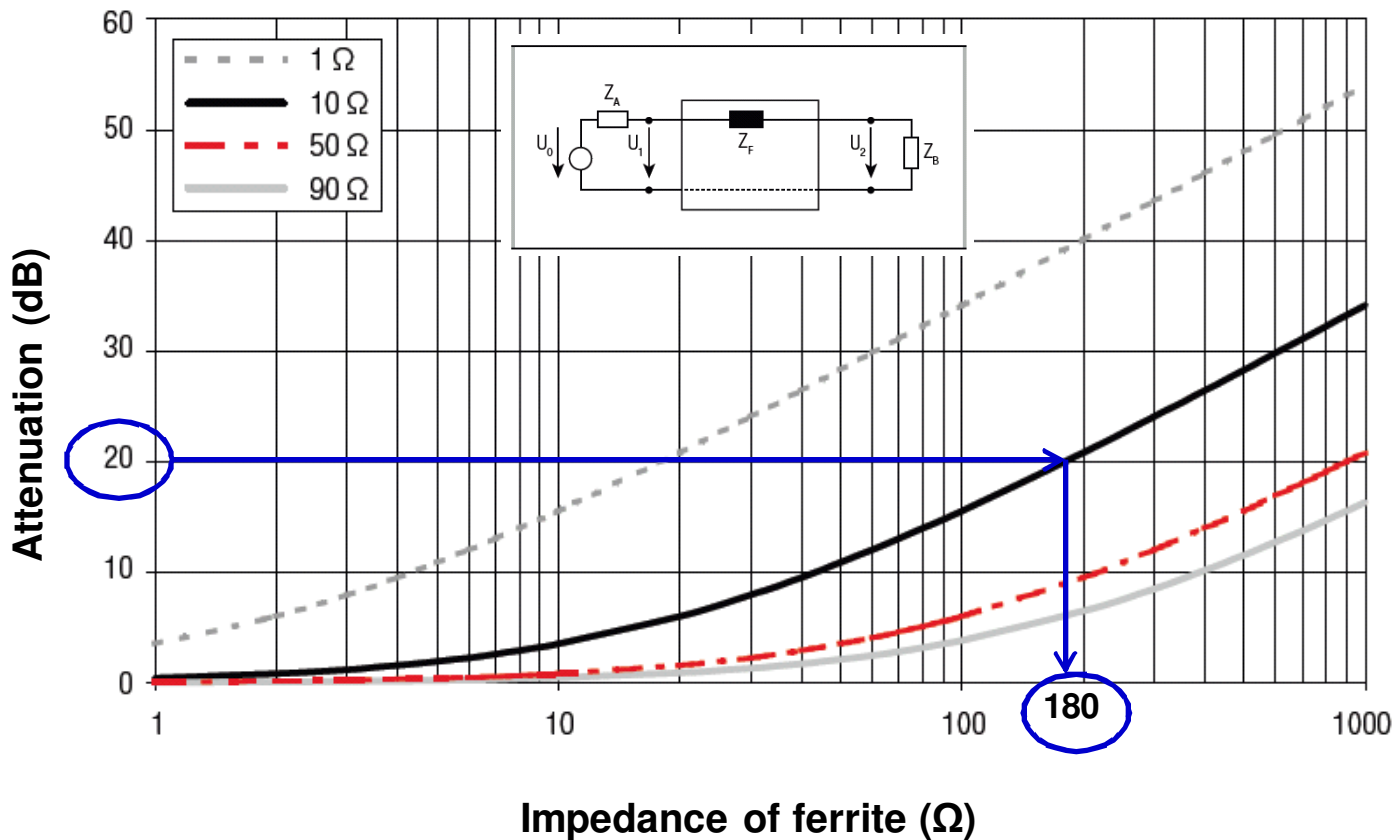 60
50
40
30
20
10
0
Attenuation (dB)
1 Ω
10 Ω
50 Ω
90 Ω
Z_A
U_0
U_1
Z_F
U_2
Z_B
1
10
100
180
1000
Impedance of ferrite (Ω)